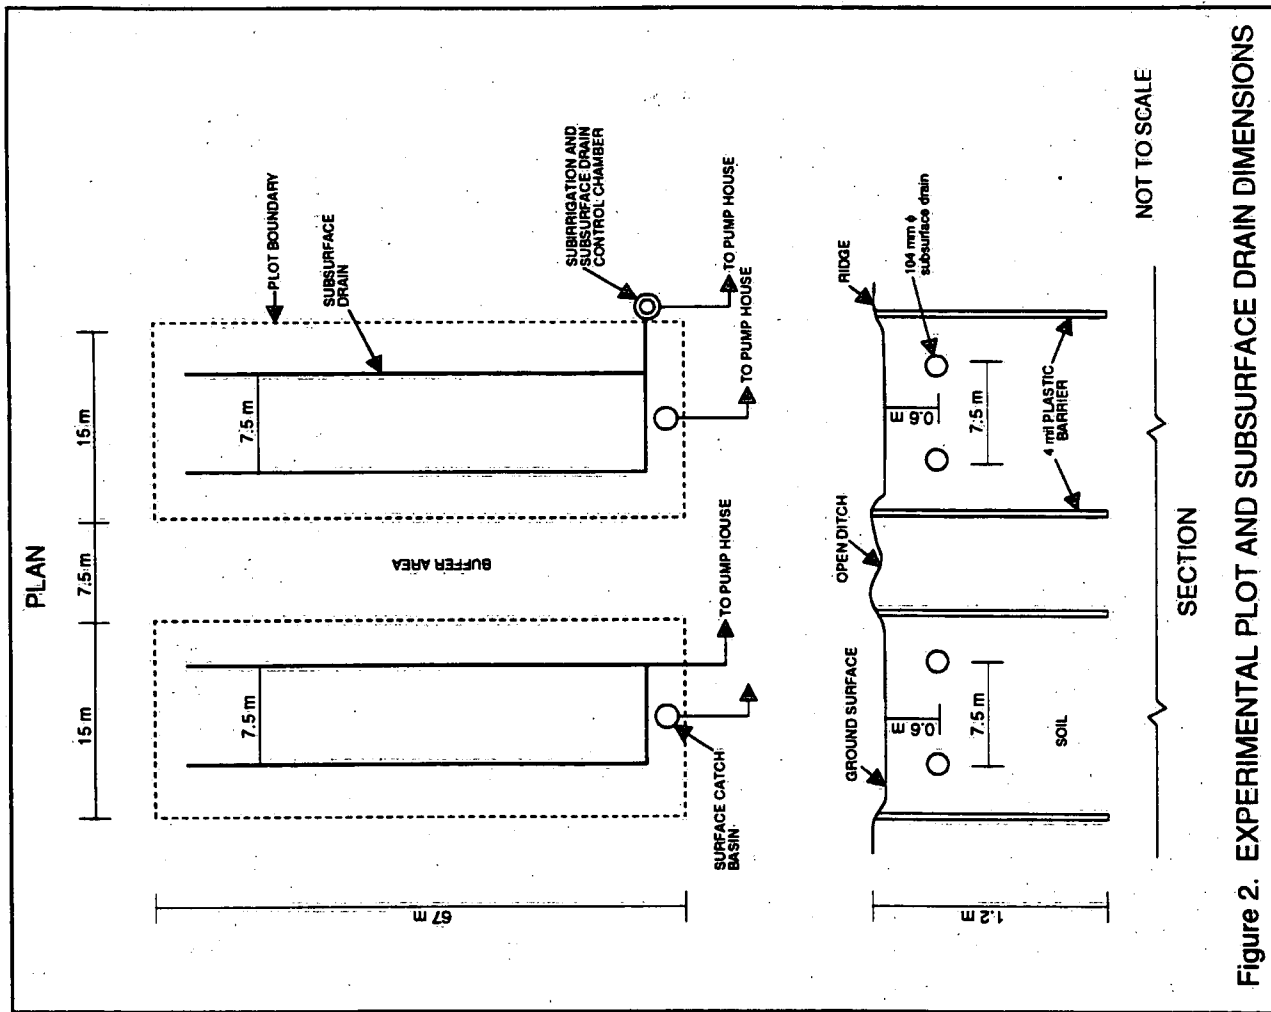 PLAN
15 m
7.5 m
15 m
7.5 m
7.5 m
67 m
BUFFER AREA
PLOT BOUNDARY
SUBSURFACE
DRAIN
SUBIRRIGATION AND
SUBSURFACE DRAIN
CONTROL CHAMBER
TO PUMP HOUSE
TO PUMP HOUSE
TO PUMP HOUSE
SURFACE CATCH
BASIN
GROUND SURFACE
OPEN DITCH
RIDGE
104 mm ϕ
subsurface drain
0.6 m
0.6 m
7.5 m
7.5 m
1.2 m
SOIL
4 mil PLASTIC
BARRIER
SECTION
NOT TO SCALE
Figure 2. EXPERIMENTAL PLOT AND SUBSURFACE DRAIN DIMENSIONS